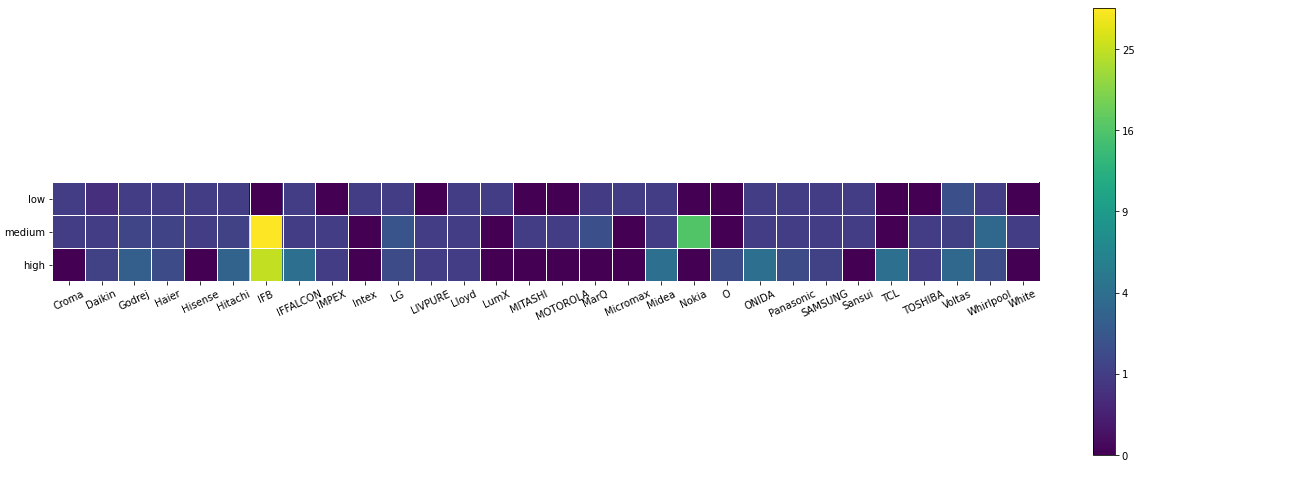 25
16
9
4
1
0
low
medium
high
Croma Daikin Godrej Haier Hisense Hitachi IFB IFFALCON IMPEX Intex LG LIVPURE Lloyd LumX MITASHI MOTOROLA MarQ Micromax Midea Nokia O ONIDA Panasonic SAMSUNG Sansui TCL TOSHIBA Voltas Whirlpool White